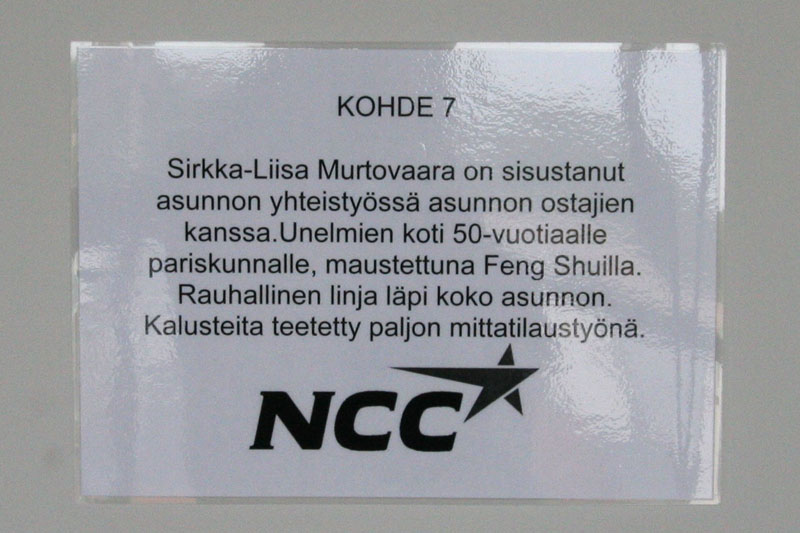 KOHDE 7
Sirkka-Liisa Murtovaara on sisustanut
asunnon yhteistyössä asunnon ostajien
kanssa.Unelmien koti 50-vuotiaalle
pariskunnalle, maustettuna Feng Shuilla.
Rauhallinen linja läpi koko asunnon.
Kalusteita teetetty paljon mittatilaustyönä.
NCC